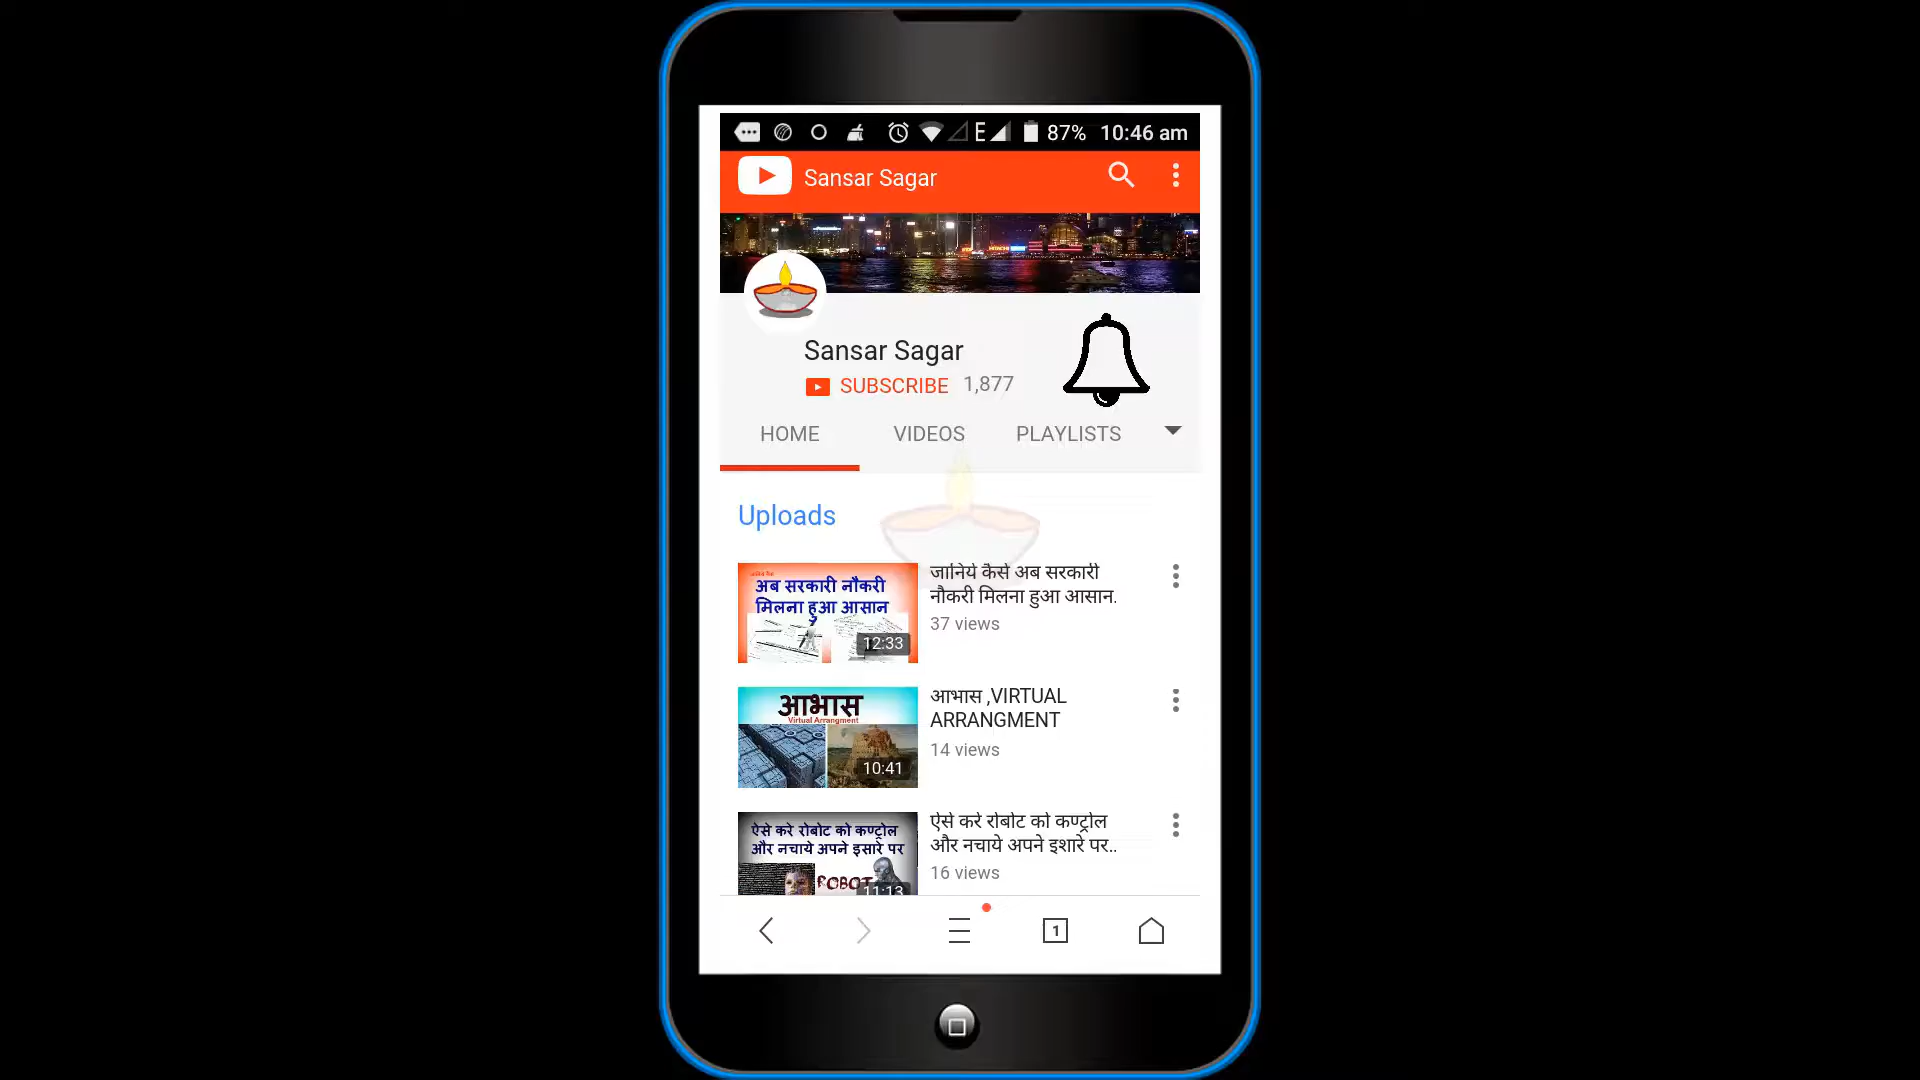 E 87% 10:46 am
Sansar Sagar
Sansar Sagar
SUBSCRIBE 1,877
HOME VIDEOS PLAYLISTS
Uploads
अब सरकारी नौकरी
मिलना हुआ आसान
12:33
जानिये कैसे अब सरकारी
नौकरी मिलना हुआ आसान.
37 views
आभास
Virtual Arrangment
10:41
आभास ,VIRTUAL
ARRANGMENT
14 views
ऐसे करे रोबोट को कण्ट्रोल
और नचाये अपने इसारे पर
ROBOT
11:13
ऐसे करे रोबोट को कण्ट्रोल
और नचाये अपने इशारे पर..
16 views
1